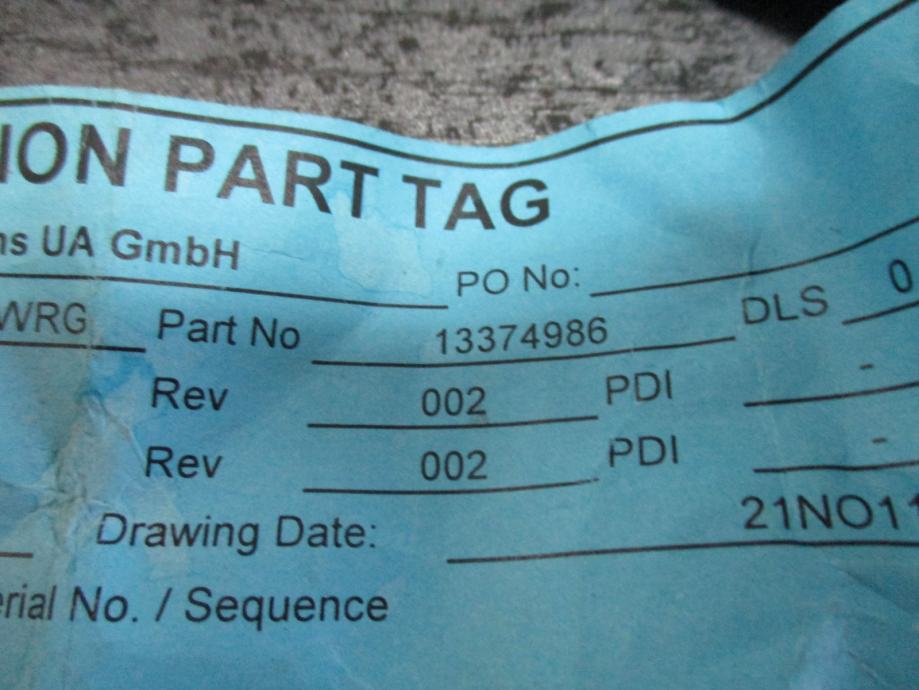 ION PART TAG
ns UA GmbH PO No:
WRG Part No 13374986 DLS 0
Rev 002 PDI -
Rev 002 PDI -
Drawing Date: 21NO11
erial No. / Sequence